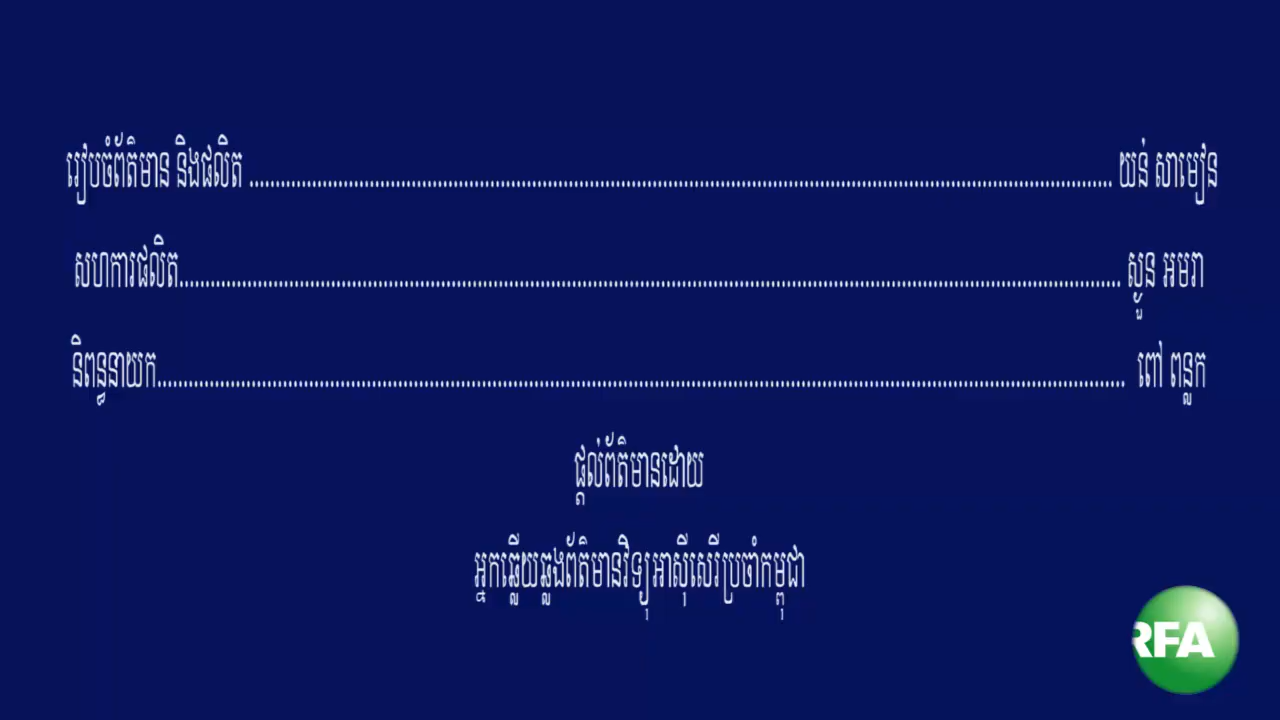 រៀបចំព័ត៌មាន និងផលិត ........................................................................................................................ យន់ សាមៀន
សហការផលិត........................................................................................................................ ស្ងួន អមរា
និពន្ធនាយក........................................................................................................................ ពៅ ពន្លក
ផ្តល់ព័ត៌មានដោយ
អ្នកឆ្លើយឆ្លងព័ត៌មានវិទ្យុអាស៊ីសេរីប្រចាំកម្ពុជា
RFA